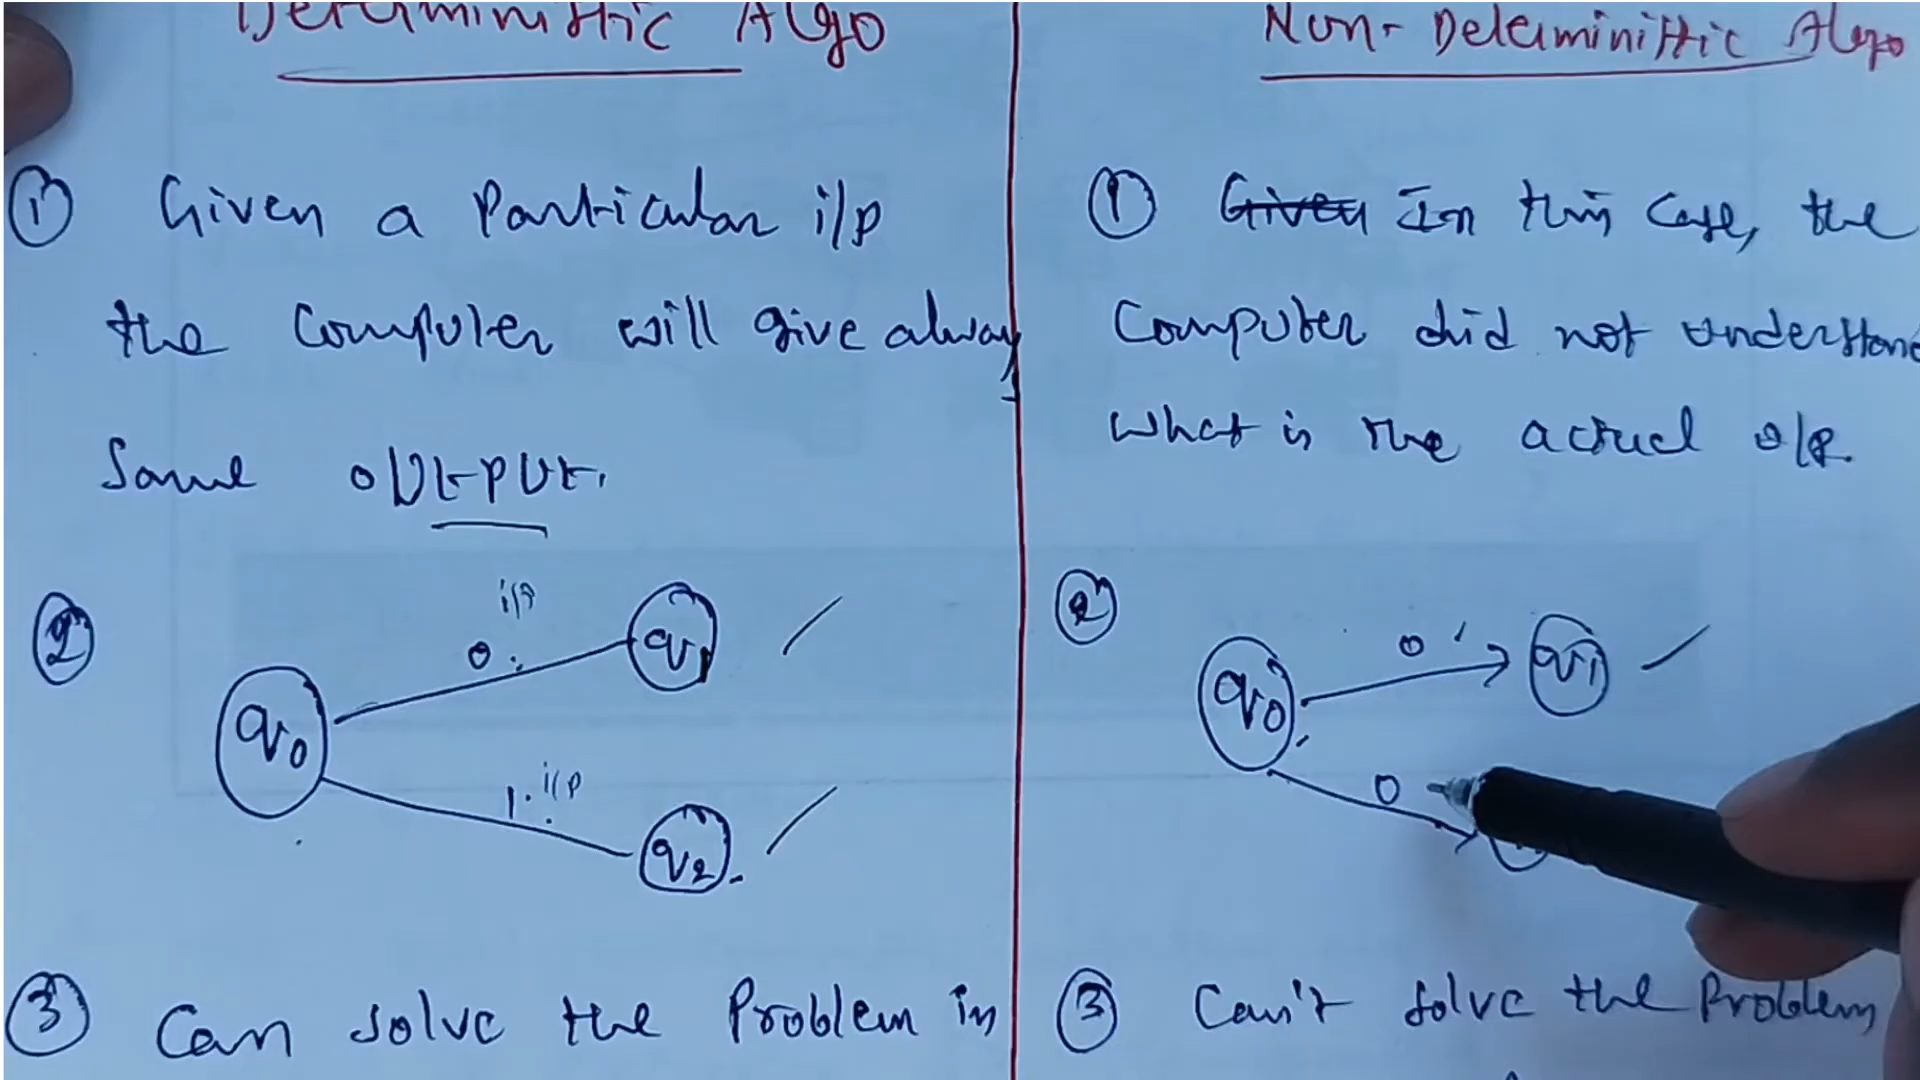 Deterministic Algo
① Given a Particular i/p
the Computer will give always
Same output.
②
i/p
0
q1
q0
1 i/p
q2
③ Can solve the Problem in
Non-Deterministic Algo
① Given In this Case, the
Computer did not understand
what is the actual o/p.
②
0
q1
q0
0
③ Can't solve the Problem